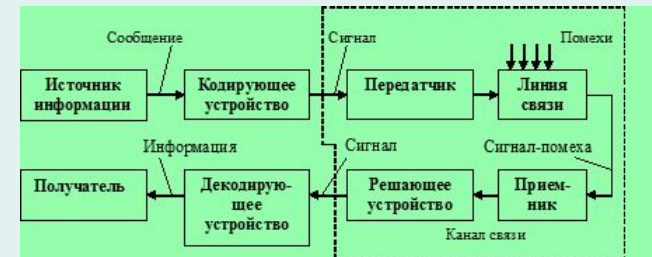 Сообщение
Сигнал
Помехи
Источник
информации
Кодирующее
устройство
Передатчик
Линия
связи
Информация
Сигнал
Сигнал-помеха
Получатель
Декодирую-
щее
устройство
Решающее
устройство
Прием-
ник
Канал связи